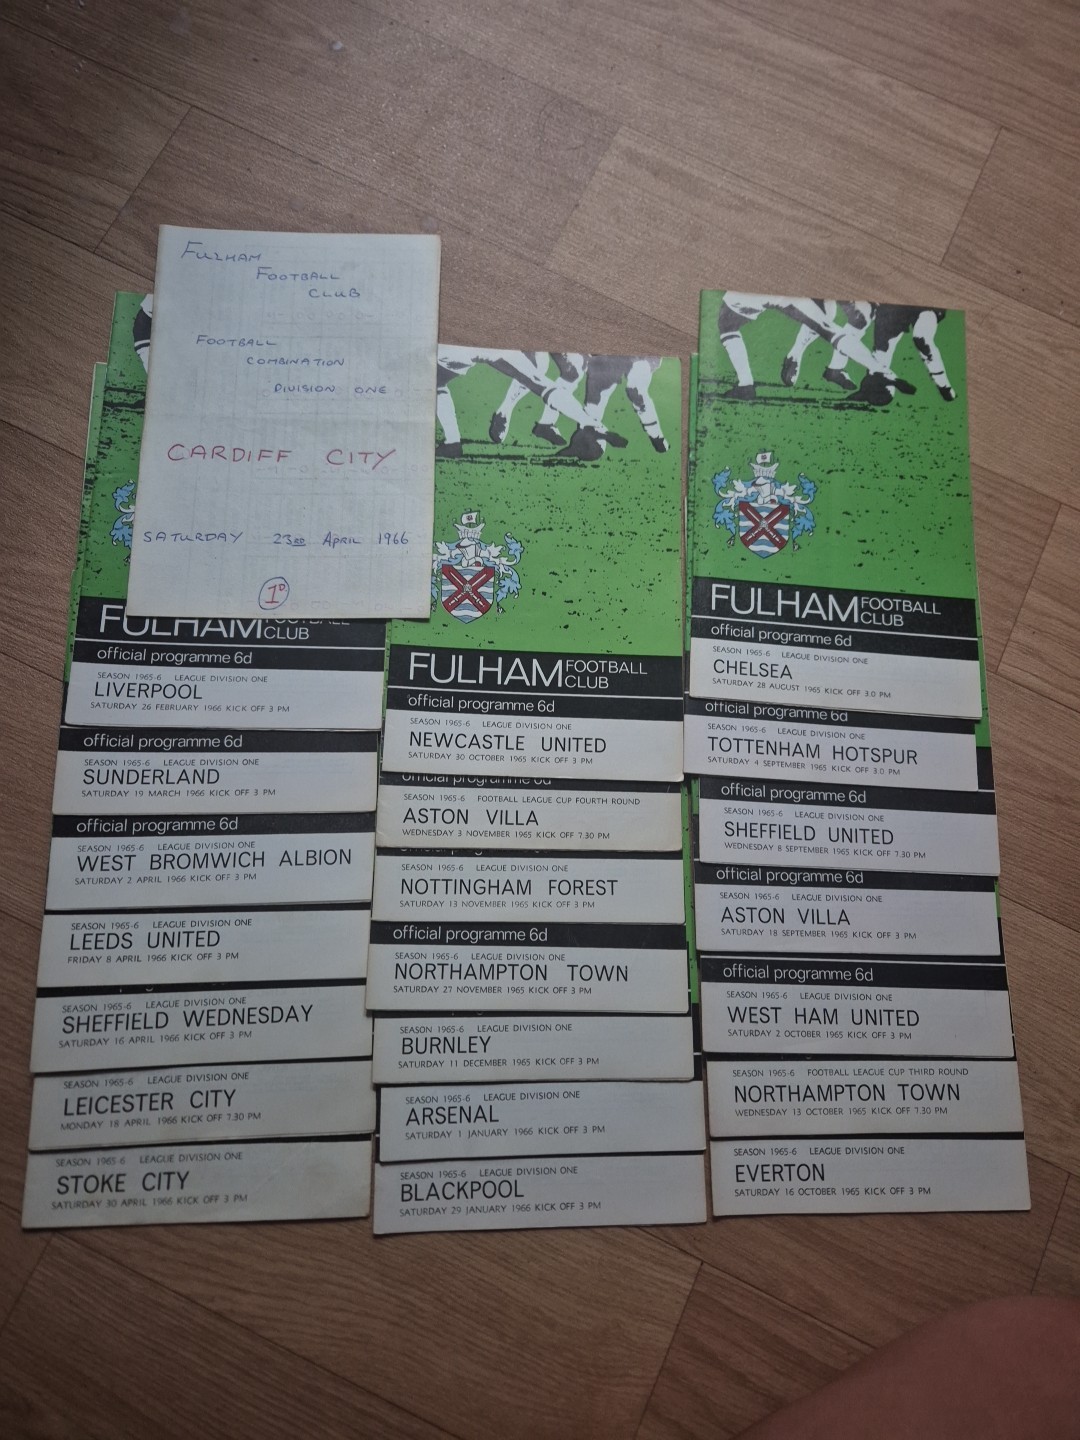 FULHAM
FOOTBALL
CLUB
FOOTBALL
COMBINATION
DIVISION ONE
CARDIFF CITY
SATURDAY 23RD APRIL 1966
1D
FULHAM FOOTBALL
CLUB
official programme 6d
SEASON 1965-6 LEAGUE DIVISION ONE
LIVERPOOL
SATURDAY 26 FEBRUARY 1966 KICK OFF 3 PM
official programme 6d
SEASON 1965-6 LEAGUE DIVISION ONE
SUNDERLAND
SATURDAY 19 MARCH 1966 KICK OFF 3 PM
official programme 6d
SEASON 1965-6 LEAGUE DIVISION ONE
WEST BROMWICH ALBION
SATURDAY 2 APRIL 1966 KICK OFF 3 PM
SEASON 1965-6 LEAGUE DIVISION ONE
LEEDS UNITED
FRIDAY 8 APRIL 1966 KICK OFF 3 PM
SEASON 1965-6 LEAGUE DIVISION ONE
SHEFFIELD WEDNESDAY
SATURDAY 16 APRIL 1966 KICK OFF 3 PM
SEASON 1965-6 LEAGUE DIVISION ONE
LEICESTER CITY
MONDAY 18 APRIL 1966 KICK OFF 7.30 PM
SEASON 1965-6 LEAGUE DIVISION ONE
STOKE CITY
SATURDAY 30 APRIL 1966 KICK OFF 3 PM
FULHAM FOOTBALL
CLUB
official programme 6d
SEASON 1965-6 LEAGUE DIVISION ONE
NEWCASTLE UNITED
SATURDAY 30 OCTOBER 1965 KICK OFF 3 PM
official programme 6d
SEASON 1965-6 FOOTBALL LEAGUE CUP FOURTH ROUND
ASTON VILLA
WEDNESDAY 3 NOVEMBER 1965 KICK OFF 7.30 PM
SEASON 1965-6 LEAGUE DIVISION ONE
NOTTINGHAM FOREST
SATURDAY 13 NOVEMBER 1965 KICK OFF 3 PM
official programme 6d
SEASON 1965-6 LEAGUE DIVISION ONE
NORTHAMPTON TOWN
SATURDAY 27 NOVEMBER 1965 KICK OFF 3 PM
SEASON 1965-6 LEAGUE DIVISION ONE
BURNLEY
SATURDAY 11 DECEMBER 1965 KICK OFF 3 PM
SEASON 1965-6 LEAGUE DIVISION ONE
ARSENAL
SATURDAY 1 JANUARY 1966 KICK OFF 3 PM
SEASON 1965-6 LEAGUE DIVISION ONE
BLACKPOOL
SATURDAY 29 JANUARY 1966 KICK OFF 3 PM
FULHAM FOOTBALL
CLUB
official programme 6d
SEASON 1965-6 LEAGUE DIVISION ONE
CHELSEA
SATURDAY 28 AUGUST 1965 KICK OFF 3.0 PM
official programme 6d
SEASON 1965-6 LEAGUE DIVISION ONE
TOTTENHAM HOTSPUR
SATURDAY 4 SEPTEMBER 1965 KICK OFF 3.0 PM
official programme 6d
SEASON 1965-6 LEAGUE DIVISION ONE
SHEFFIELD UNITED
WEDNESDAY 8 SEPTEMBER 1965 KICK OFF 7.30 PM
official programme 6d
SEASON 1965-6 LEAGUE DIVISION ONE
ASTON VILLA
SATURDAY 18 SEPTEMBER 1965 KICK OFF 3 PM
official programme 6d
SEASON 1965-6 LEAGUE DIVISION ONE
WEST HAM UNITED
SATURDAY 2 OCTOBER 1965 KICK OFF 3 PM
SEASON 1965-6 FOOTBALL LEAGUE CUP THIRD ROUND
NORTHAMPTON TOWN
WEDNESDAY 13 OCTOBER 1965 KICK OFF 7.30 PM
SEASON 1965-6 LEAGUE DIVISION ONE
EVERTON
SATURDAY 16 OCTOBER 1965 KICK OFF 3 PM